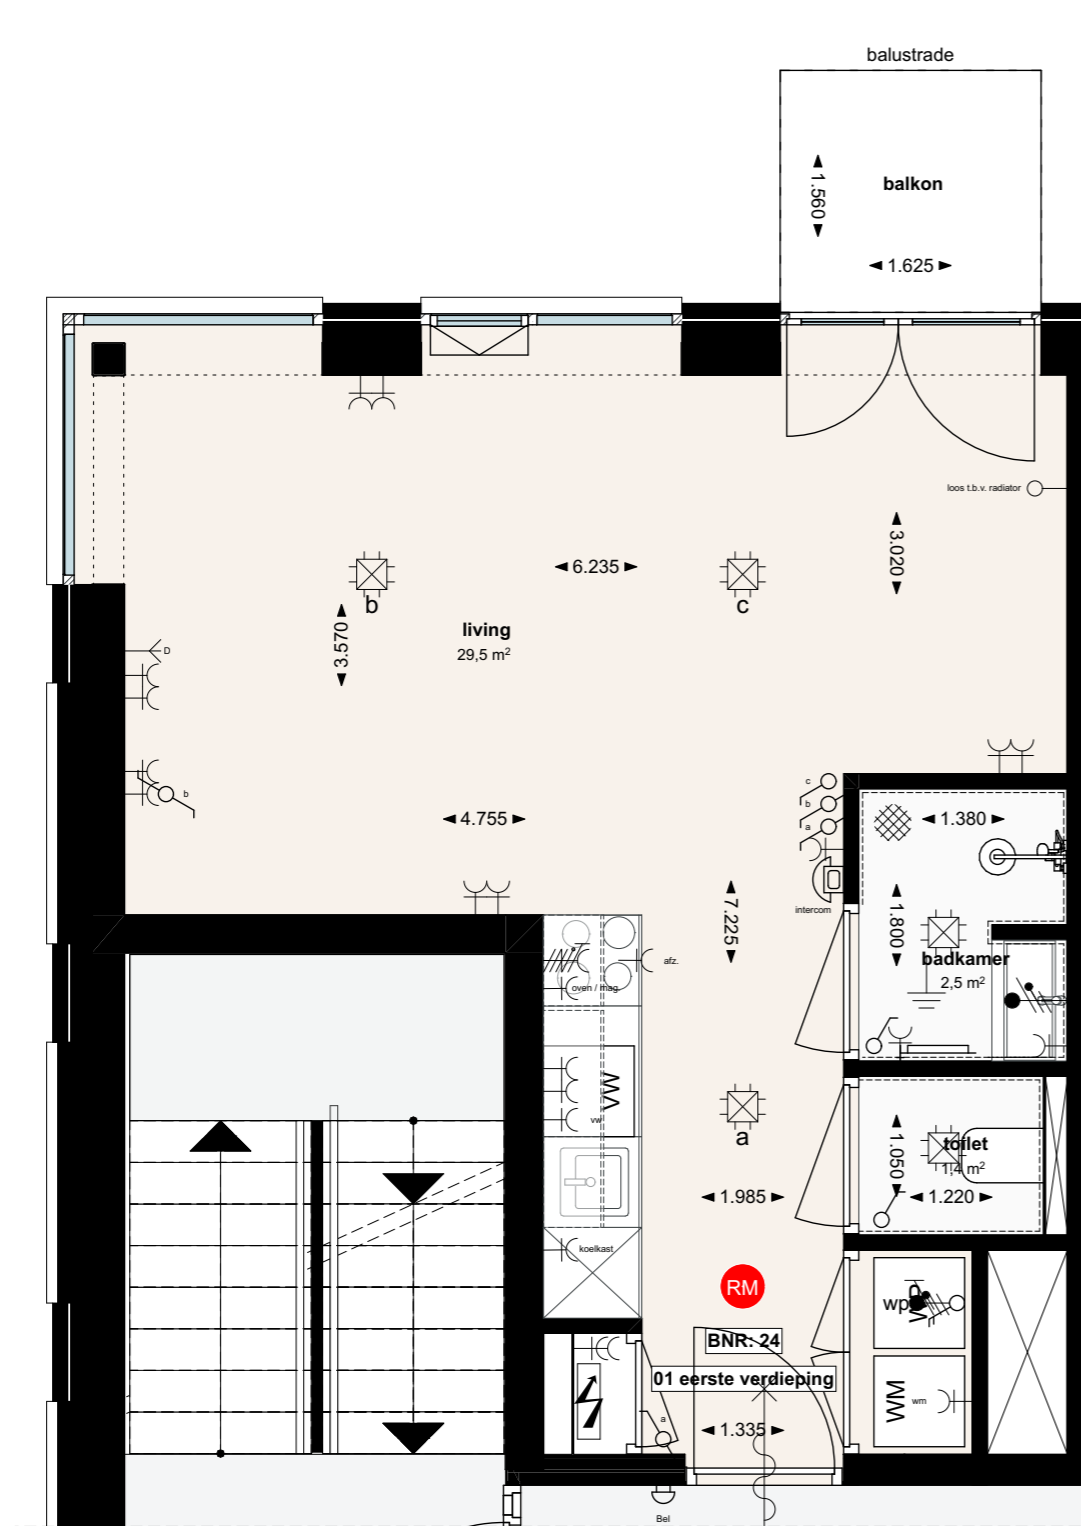 balustrade
balkon
1.560
1.625
loos t.b.v. radiator
3.020
6.235
b
c
living
29,5 m²
3.570
D
b
c
b
a
1.380
4.755
intercom
7.225
1.800
badkamer
2,5 m²
afz.
oven / mag.
VW
vw
a
toilet
1,4 m²
1.050
1.985
1.220
koelkast
RM
wp
BNR: 24
01 eerste verdieping
WM
wm
a
1.335
Bel